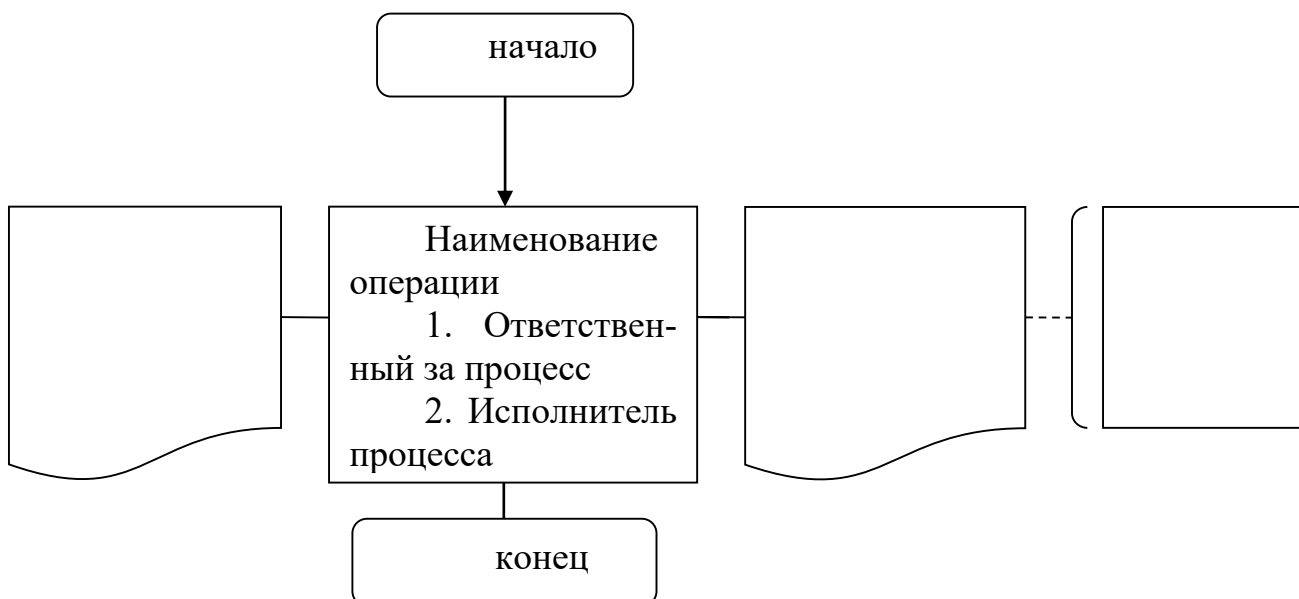 начало
Наименование
операции
1. Ответствен-
ный за процесс
2. Исполнитель
процесса
конец